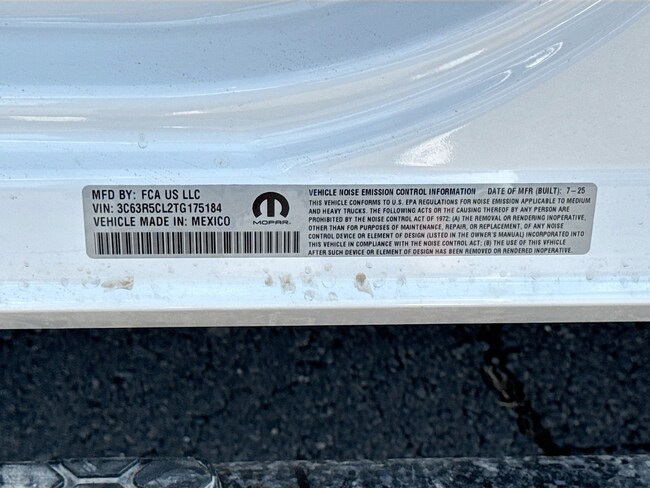 MFD BY: FCA US LLC
VIN: 3C63R5CL2TG175184
VEHICLE MADE IN: MEXICO
MOPAR
VEHICLE NOISE EMISSION CONTROL INFORMATION DATE OF MFR (BUILT): 7-25
THIS VEHICLE CONFORMS TO U.S. EPA REGULATIONS FOR NOISE EMISSION APPLICABLE TO MEDIUM
AND HEAVY TRUCKS. THE FOLLOWING ACTS OR THE CAUSING THEREOF BY ANY PERSON ARE
PROHIBITED BY THE NOISE CONTROL ACT OF 1972: (A) THE REMOVAL OR RENDERING INOPERATIVE,
OTHER THAN FOR PURPOSES OF MAINTENANCE, REPAIR, OR REPLACEMENT, OF ANY NOISE
CONTROL DEVICE OR ELEMENT OF DESIGN (LISTED IN THE OWNER'S MANUAL) INCORPORATED INTO
THIS VEHICLE IN COMPLIANCE WITH THE NOISE CONTROL ACT; (B) THE USE OF THIS VEHICLE
AFTER SUCH DEVICE OR ELEMENT OF DESIGN HAS BEEN REMOVED OR RENDERED INOPERATIVE.